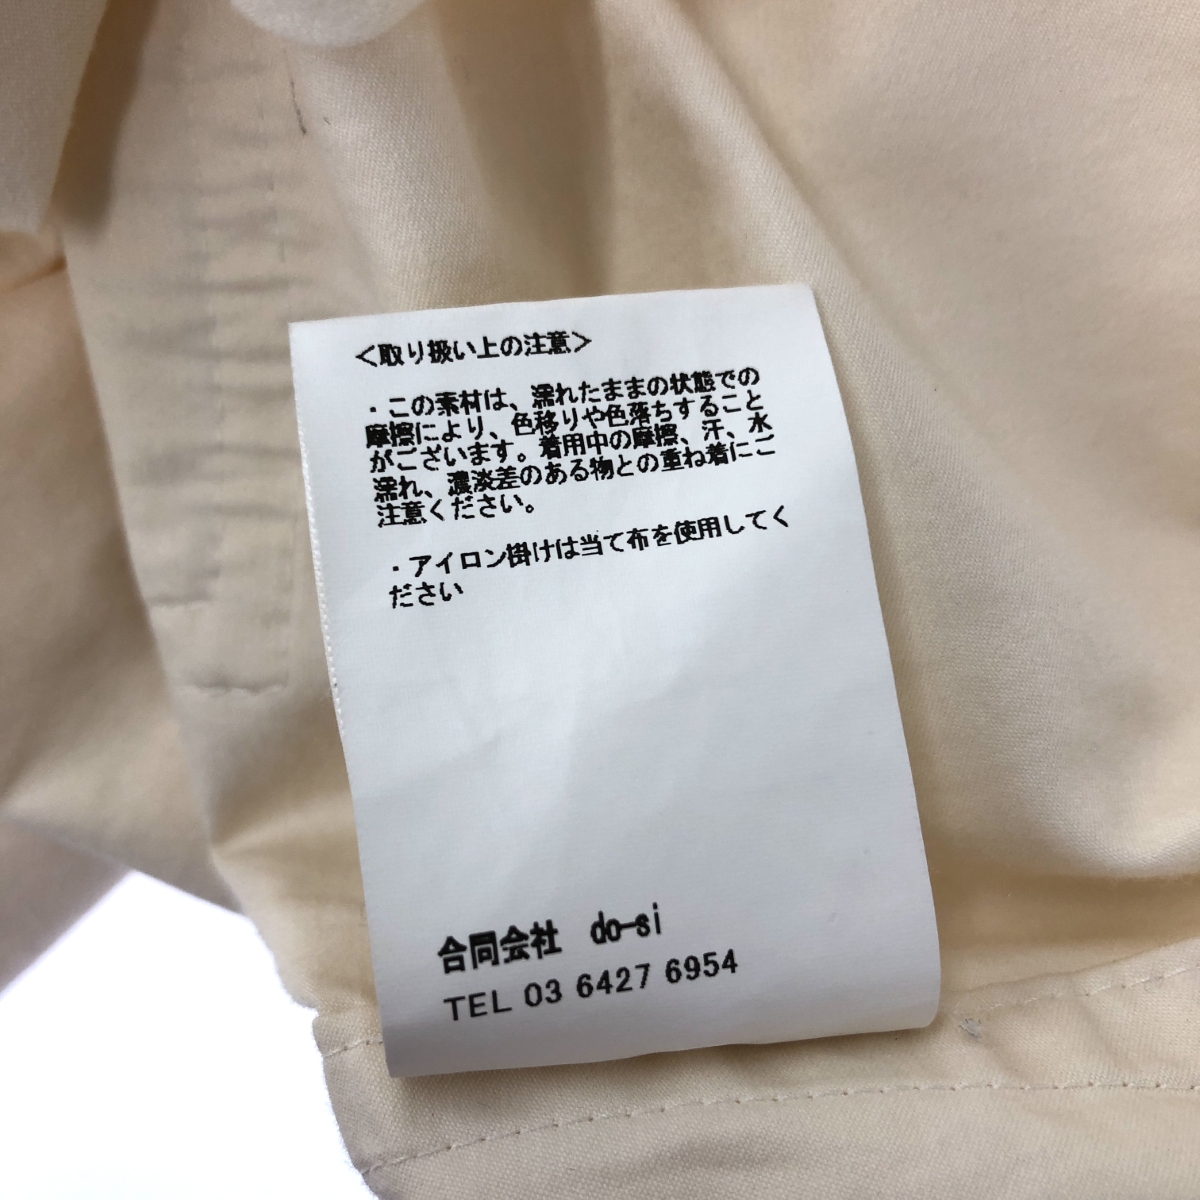 ＜取り扱い上の注意＞
・この素材は、濡れたままの状態での
摩擦により、色移りや色落ちすること
がございます。着用中の摩擦、汗、水
濡れ、濃淡差のある物との重ね着にご
注意ください。
・アイロン掛けは当て布を使用してく
ださい
合同会社　do-si
TEL 03 6427 6954